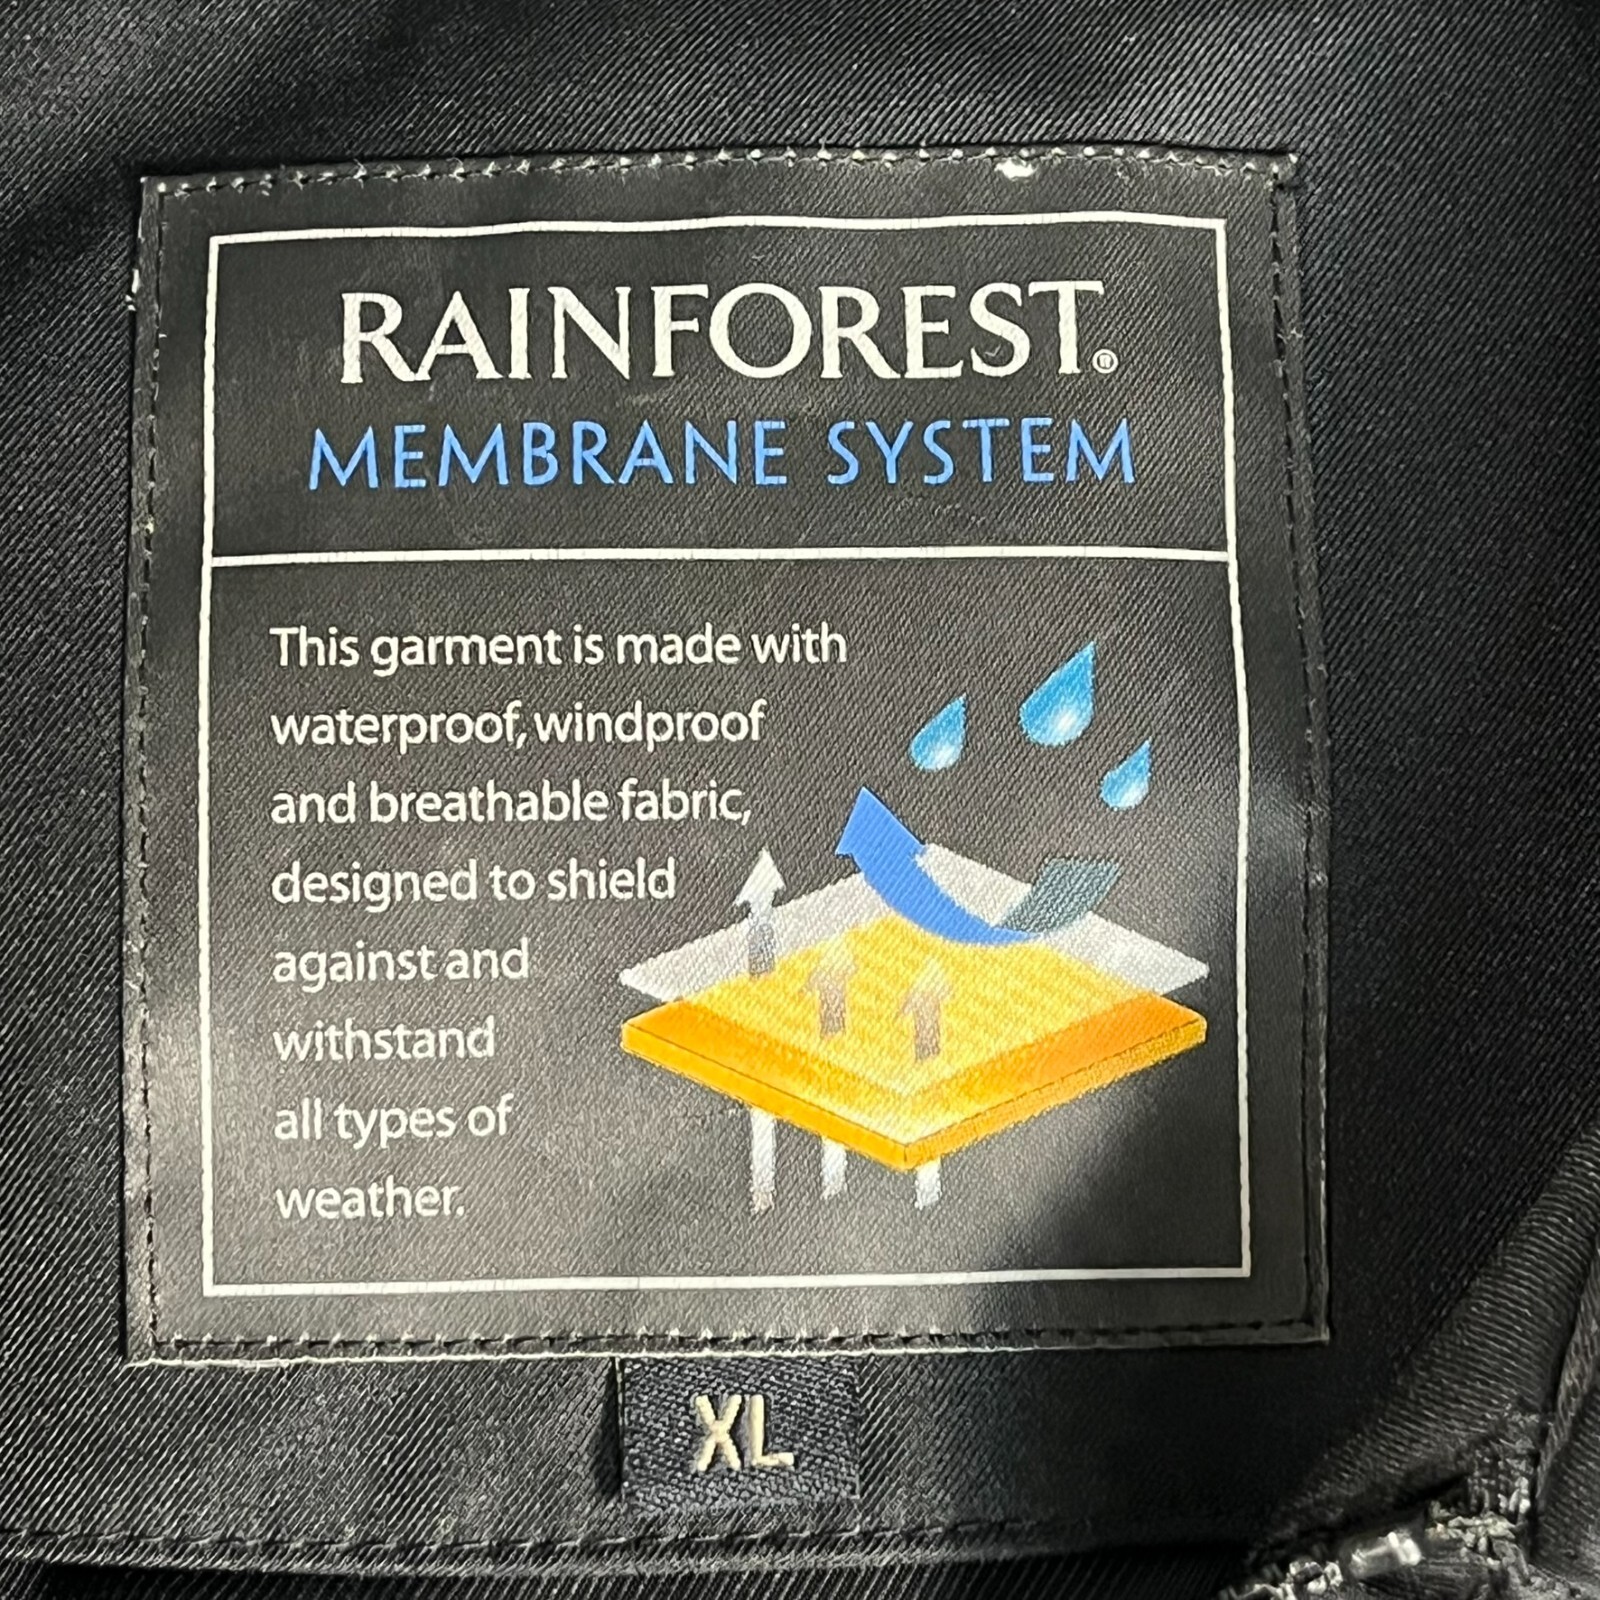 RAINFOREST®
MEMBRANE SYSTEM
This garment is made with
waterproof, windproof
and breathable fabric,
designed to shield
against and
withstand
all types of
weather.
XL